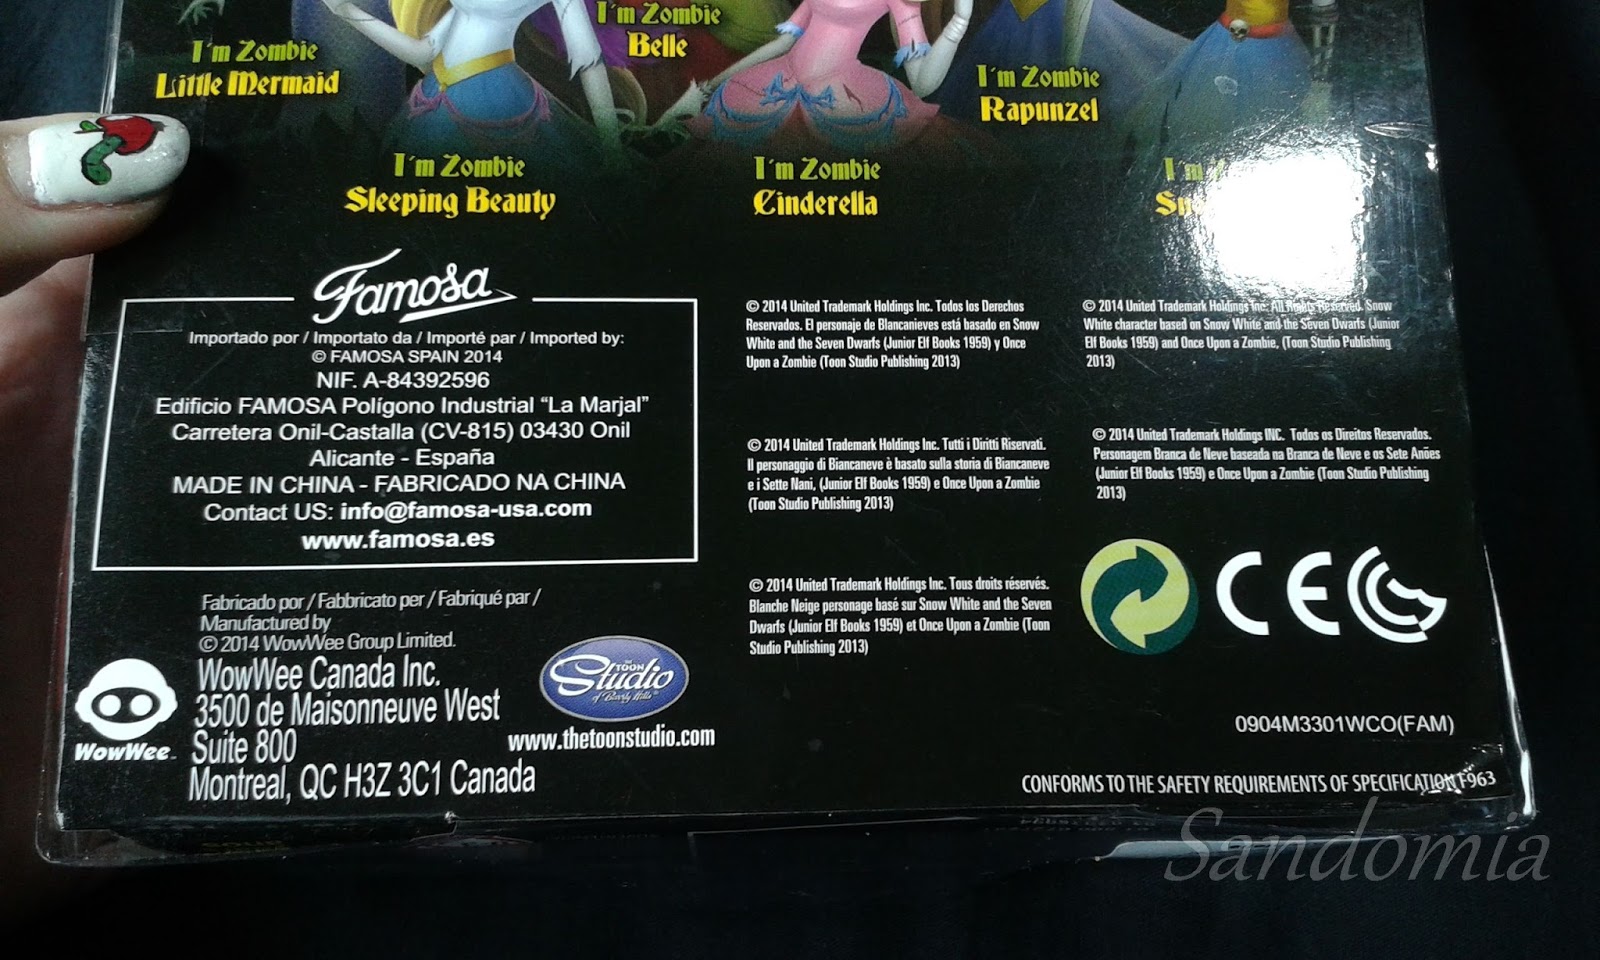 I'm Zombie
Little Mermaid
I'm Zombie
Belle
I'm Zombie
Rapunzel
I'm Zombie
Sleeping Beauty
I'm Zombie
Cinderella
I'm
Famosa
Importado por / Importato da / Importé par / Imported by:
© FAMOSA SPAIN 2014
NIF. A-84392596
Edificio FAMOSA Polígono Industrial “La Marjal”
Carretera Onil-Castalla (CV-815) 03430 Onil
Alicante - España
MADE IN CHINA - FABRICADO NA CHINA
Contact US: info@famosa-usa.com
www.famosa.es
Fabricado por / Fabbricato per / Fabriqué par /
Manufactured by
© 2014 WowWee Group Limited.
WowWee Canada Inc.
3500 de Maisonneuve West
Suite 800
Montreal, QC H3Z 3C1 Canada
WowWee
THE TOON
Studio
of Beverly Hills
www.thetoonstudio.com
© 2014 United Trademark Holdings Inc. Todos los Derechos
Reservados. El personaje de Blancanieves está basado en Snow
White and the Seven Dwarfs (Junior Elf Books 1959) y Once
Upon a Zombie (Toon Studio Publishing 2013)
© 2014 United Trademark Holdings Inc. Tutti i Diritti Riservati.
Il personaggio di Biancaneve è basato sulla storia di Biancaneve
e i Sette Nani, (Junior Elf Books 1959) e Once Upon a Zombie
(Toon Studio Publishing 2013)
© 2014 United Trademark Holdings Inc. Tous droits réservés.
Blanche Neige personage basé sur Snow White and the Seven
Dwarfs (Junior Elf Books 1959) et Once Upon a Zombie (Toon
Studio Publishing 2013)
© 2014 United Trademark Holdings Inc. All Rights Reserved. Snow
White character based on Snow White and the Seven Dwarfs (Junior
Elf Books 1959) and Once Upon a Zombie, (Toon Studio Publishing
2013)
© 2014 United Trademark Holdings INC. Todos os Direitos Reservados.
Personagem Branca de Neve baseada na Branca de Neve e os Sete Anões
(Junior Elf Books 1959) e Once Upon a Zombie (Toon Studio Publishing
2013)
CE
0904M3301WCO(FAM)
CONFORMS TO THE SAFETY REQUIREMENTS OF SPECIFICATION F963
Sandomia